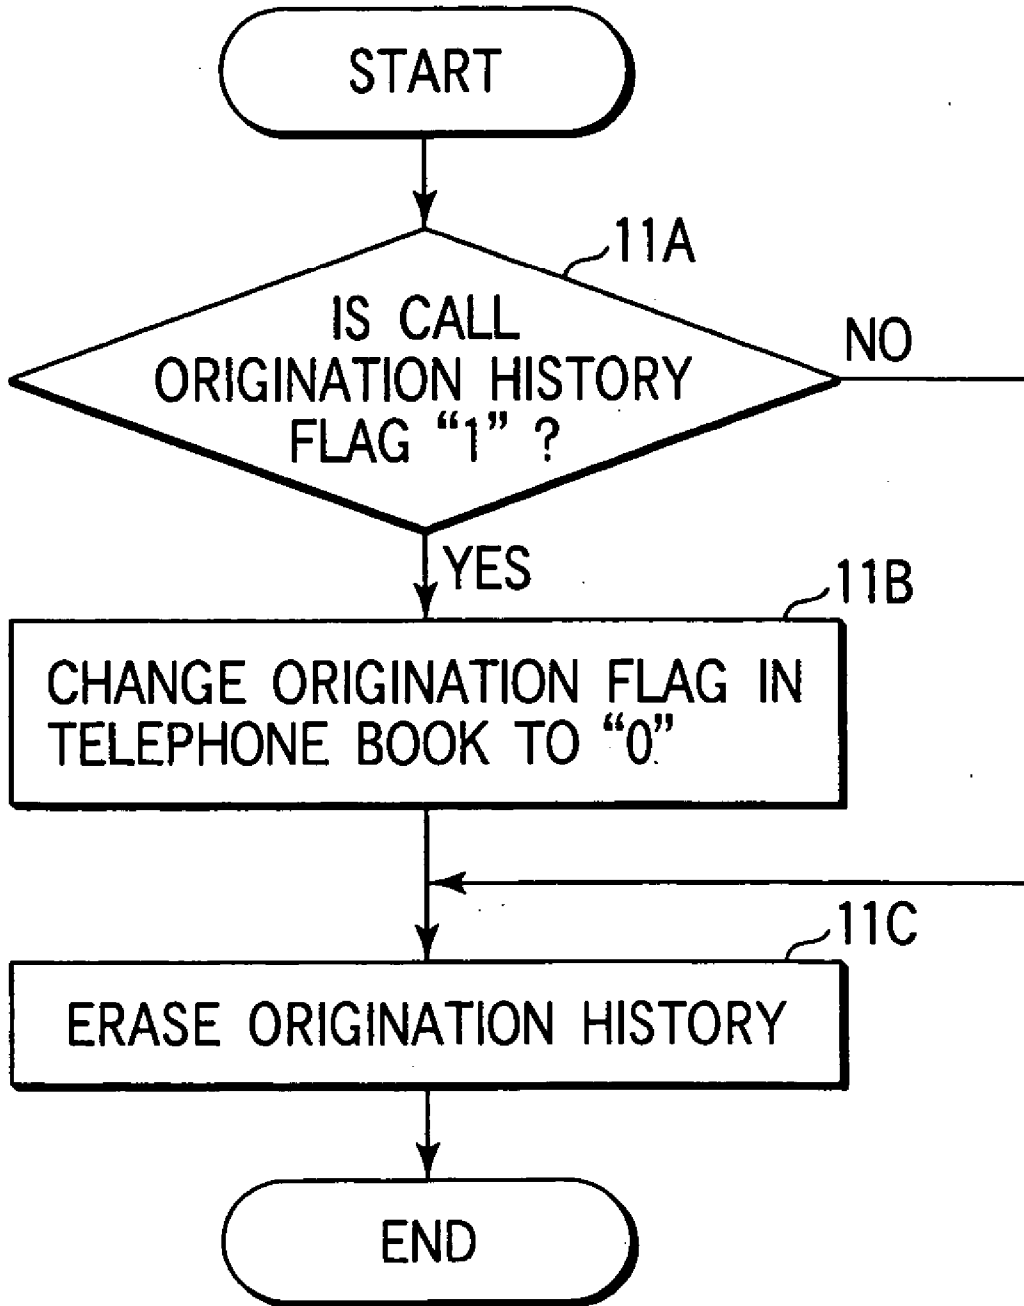 START
11A
IS CALL
ORIGINATION HISTORY
FLAG “1” ?
NO
YES
11B
CHANGE ORIGINATION FLAG IN
TELEPHONE BOOK TO “0”
11C
ERASE ORIGINATION HISTORY
END